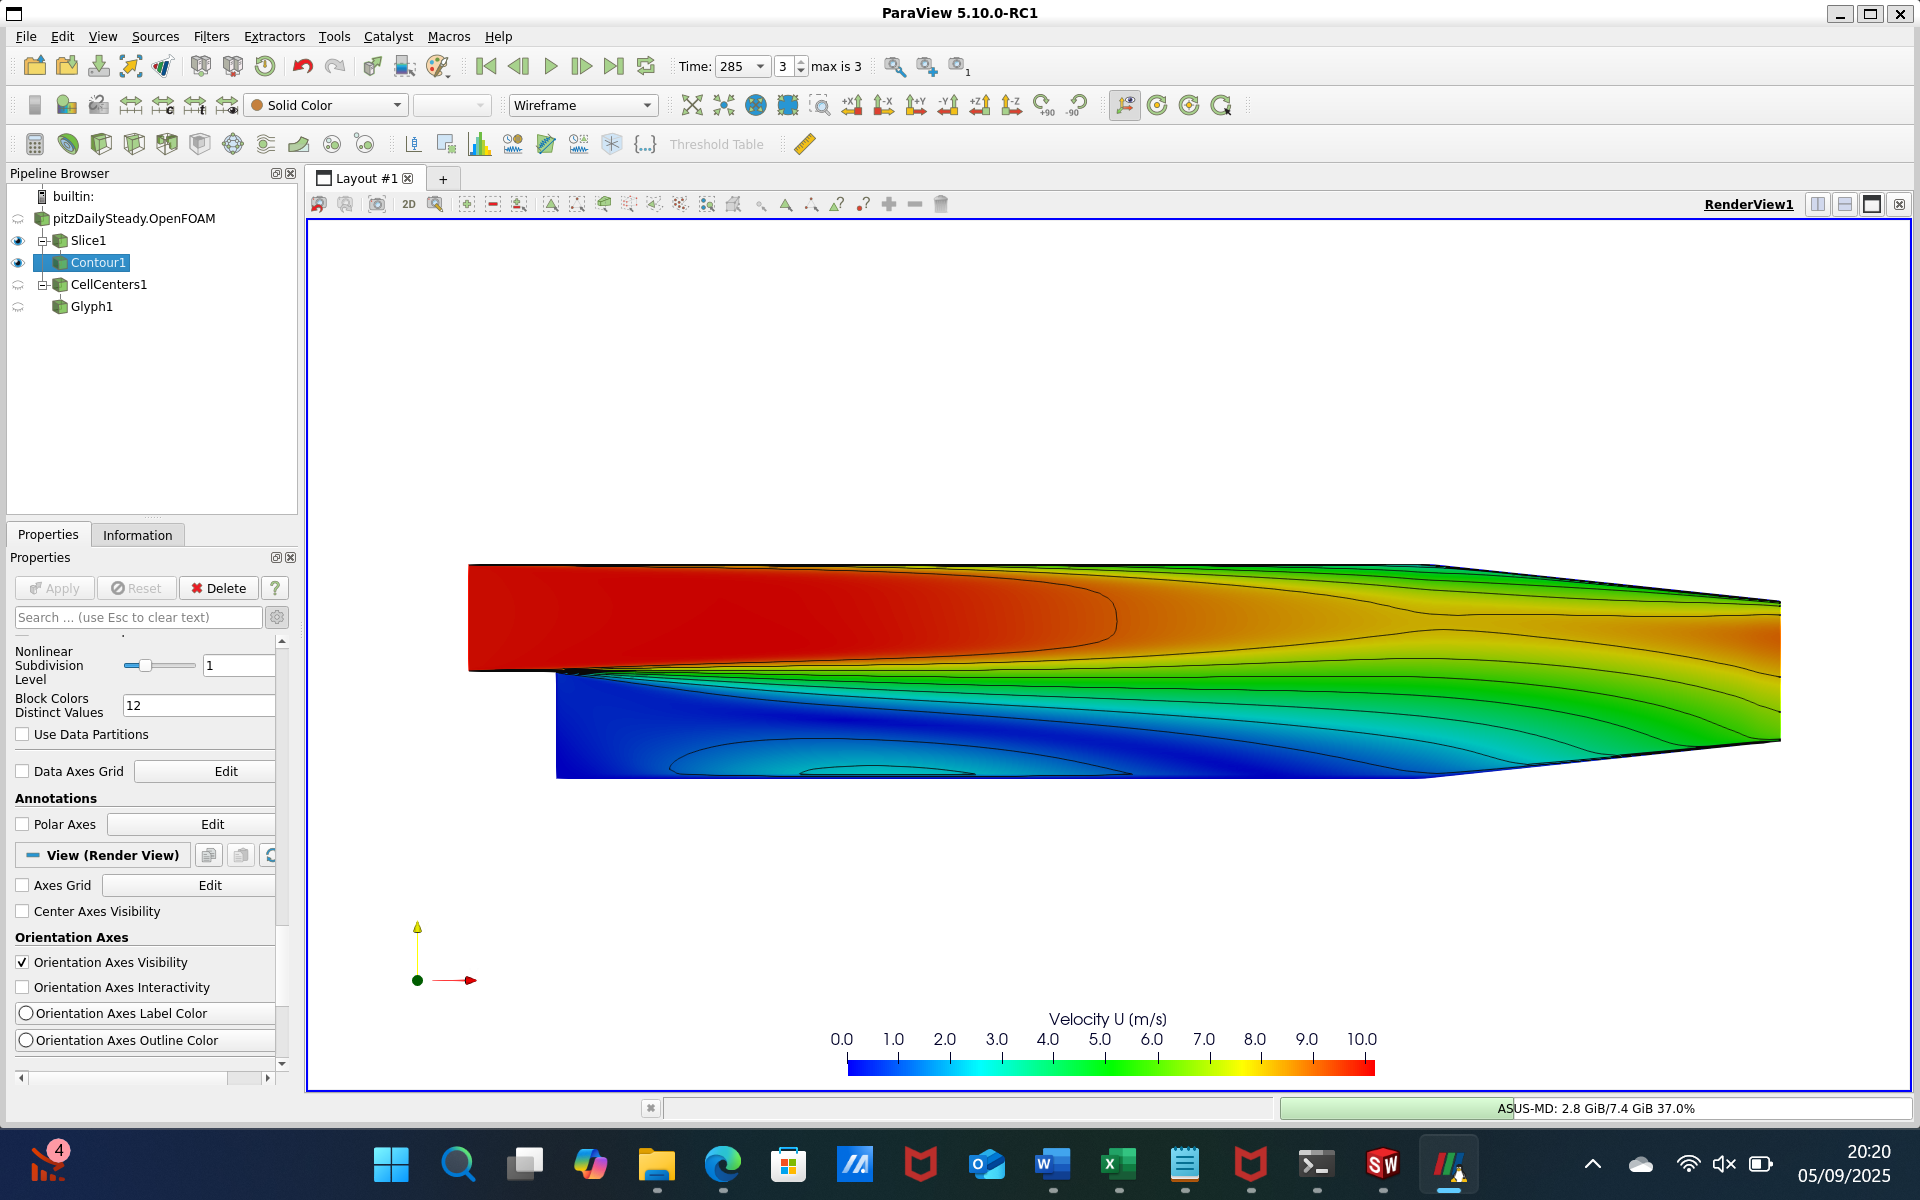 ParaView 5.10.0-RC1
File Edit View Sources Filters Extractors Tools Catalyst Macros Help
Time: 285 3 max is 3
1
Solid Color Wireframe +X -X +Y -Y +Z -Z +90 -90
Threshold Table
Pipeline Browser
Layout #1 +
builtin:
pitzDailySteady.OpenFOAM
Slice1
Contour1
CellCenters1
Glyph1
2D
RenderView1
Properties Information
Properties
Apply Reset Delete ?
Search ... (use Esc to clear text)
Nonlinear
Subdivision
Level
1
Block Colors
Distinct Values
12
Use Data Partitions
Data Axes Grid Edit
Annotations
Polar Axes Edit
View (Render View)
Axes Grid Edit
Center Axes Visibility
Orientation Axes
Orientation Axes Visibility
Orientation Axes Interactivity
Orientation Axes Label Color
Orientation Axes Outline Color
Velocity U (m/s)
0.0 1.0 2.0 3.0 4.0 5.0 6.0 7.0 8.0 9.0 10.0
ASUS-MD: 2.8 GiB/7.4 GiB 37.0%
4
20:20
05/09/2025